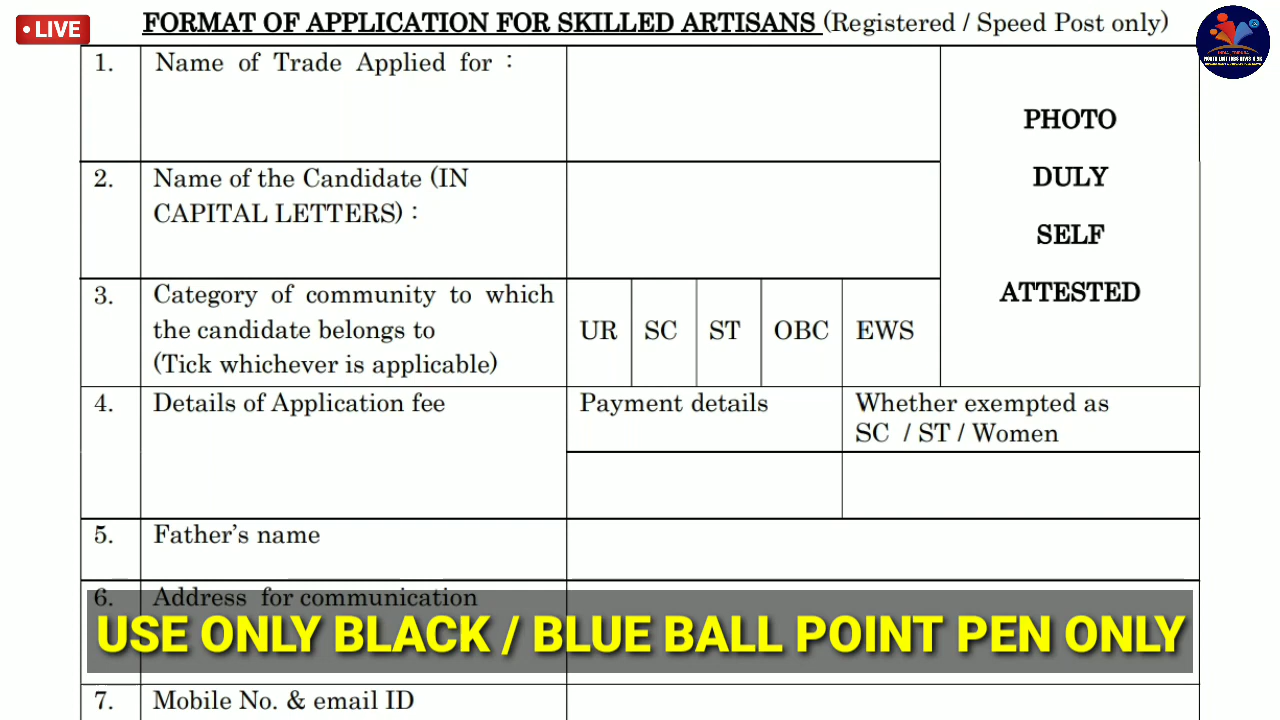 • LIVE
FORMAT OF APPLICATION FOR SKILLED ARTISANS (Registered / Speed Post only)
1. Name of Trade Applied for :
PHOTO
DULY
SELF
ATTESTED
2. Name of the Candidate (IN
CAPITAL LETTERS) :
3. Category of community to which
the candidate belongs to
(Tick whichever is applicable)
UR SC ST OBC EWS
4. Details of Application fee
Payment details
Whether exempted as
SC / ST / Women
5. Father's name
6. Address for communication
USE ONLY BLACK / BLUE BALL POINT PEN ONLY
7. Mobile No. & email ID